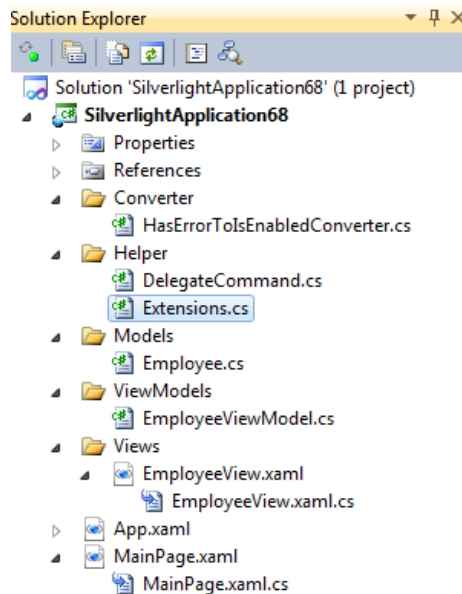 Solution Explorer
Solution 'SilverlightApplication68' (1 project)
SilverlightApplication68
Properties
References
Converter
HasErrorToIsEnabledConverter.cs
Helper
DelegateCommand.cs
Extensions.cs
Models
Employee.cs
ViewModels
EmployeeViewModel.cs
Views
EmployeeView.xaml
EmployeeView.xaml.cs
App.xaml
MainPage.xaml
MainPage.xaml.cs